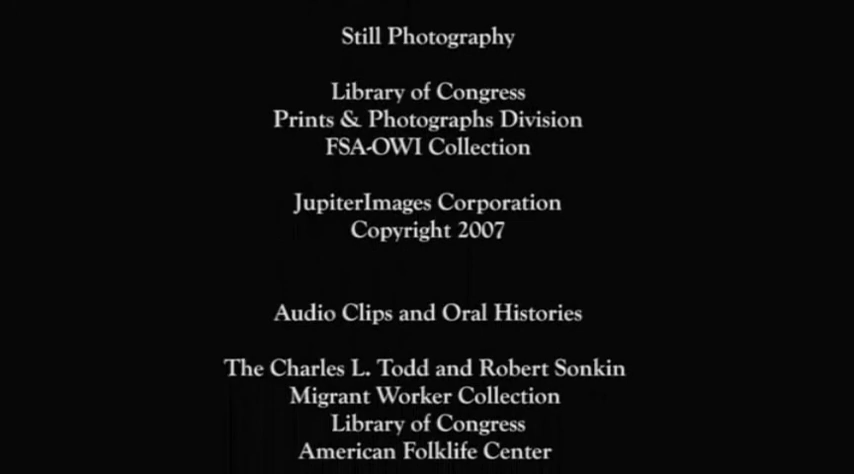 Still Photography
Library of Congress
Prints & Photographs Division
FSA-OWI Collection
JupiterImages Corporation
Copyright 2007
Audio Clips and Oral Histories
The Charles L. Todd and Robert Sonkin
Migrant Worker Collection
Library of Congress
American Folklife Center